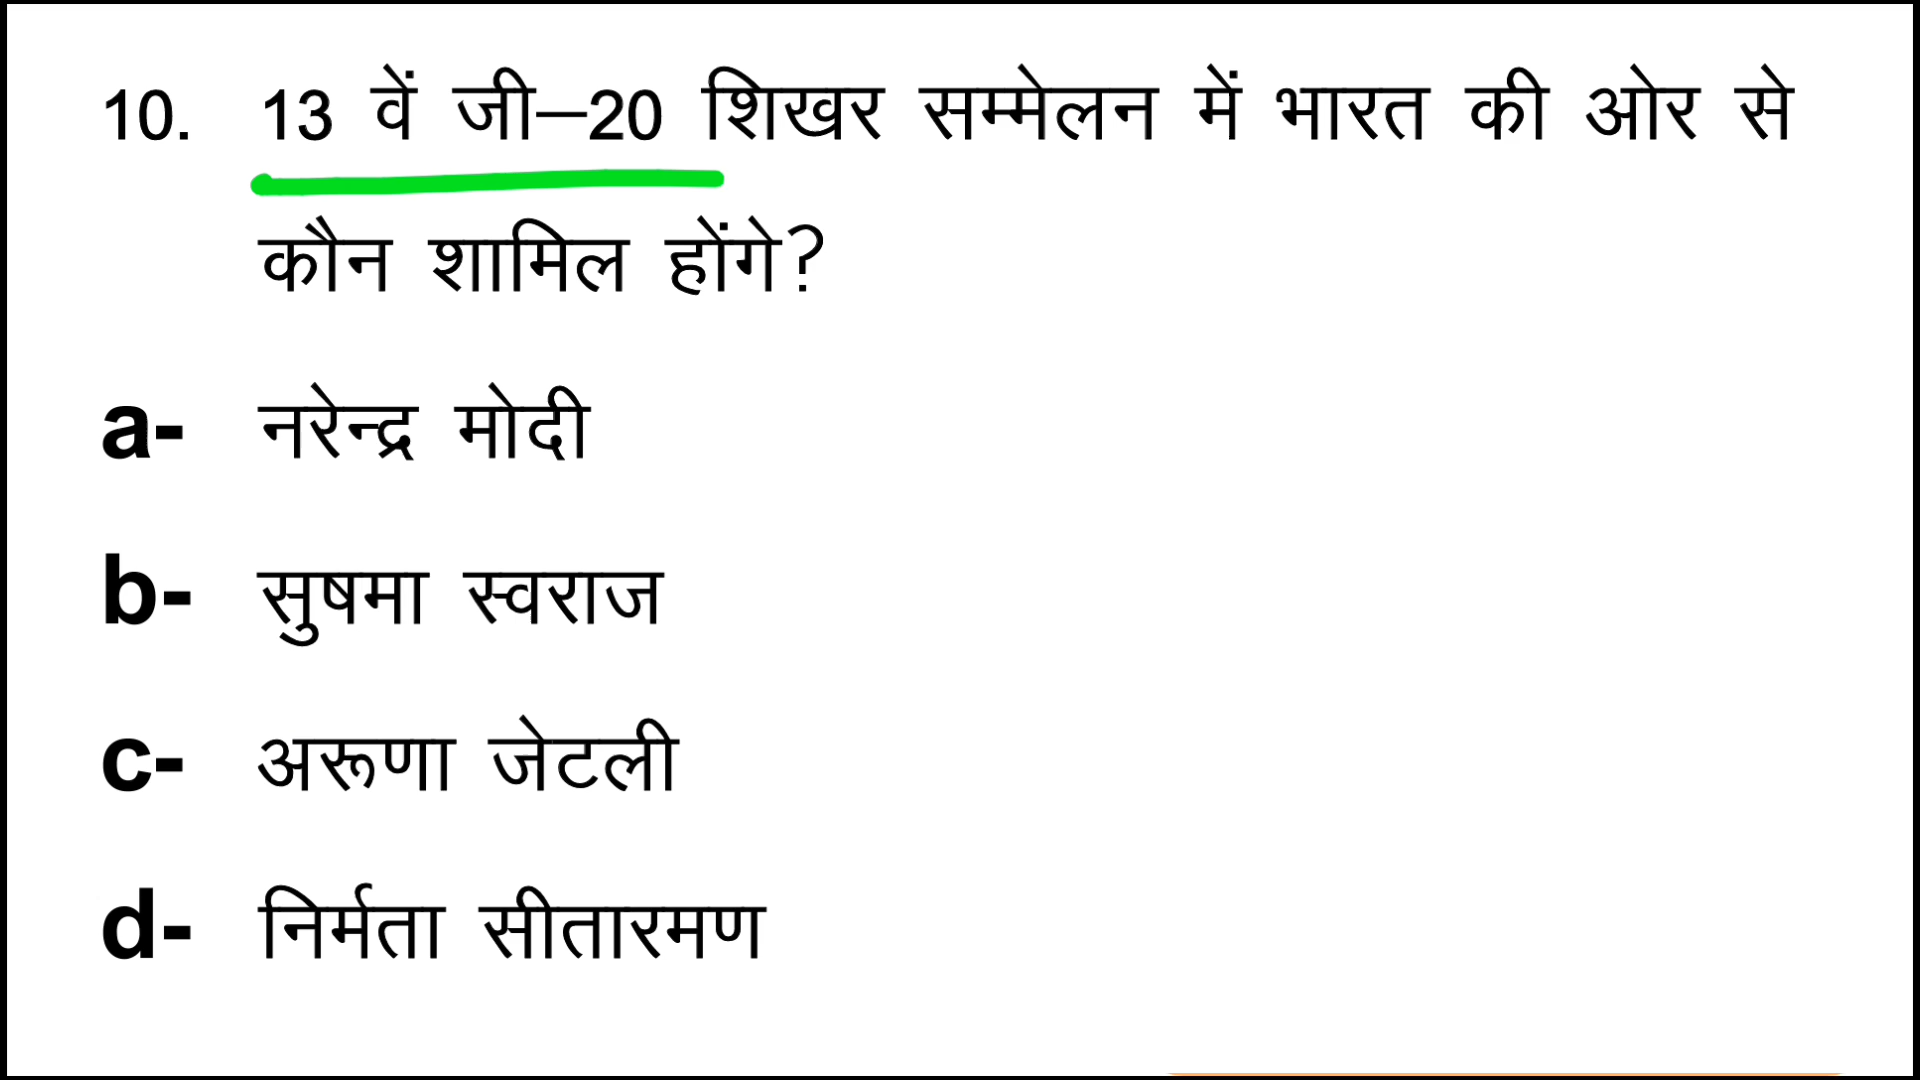 10. 13 वें जी–20 शिखर सम्मेलन में भारत की ओर से
कौन शामिल होंगे?
a- नरेन्द्र मोदी
b- सुषमा स्वराज
c- अरूणा जेटली
d- निर्मता सीतारमण